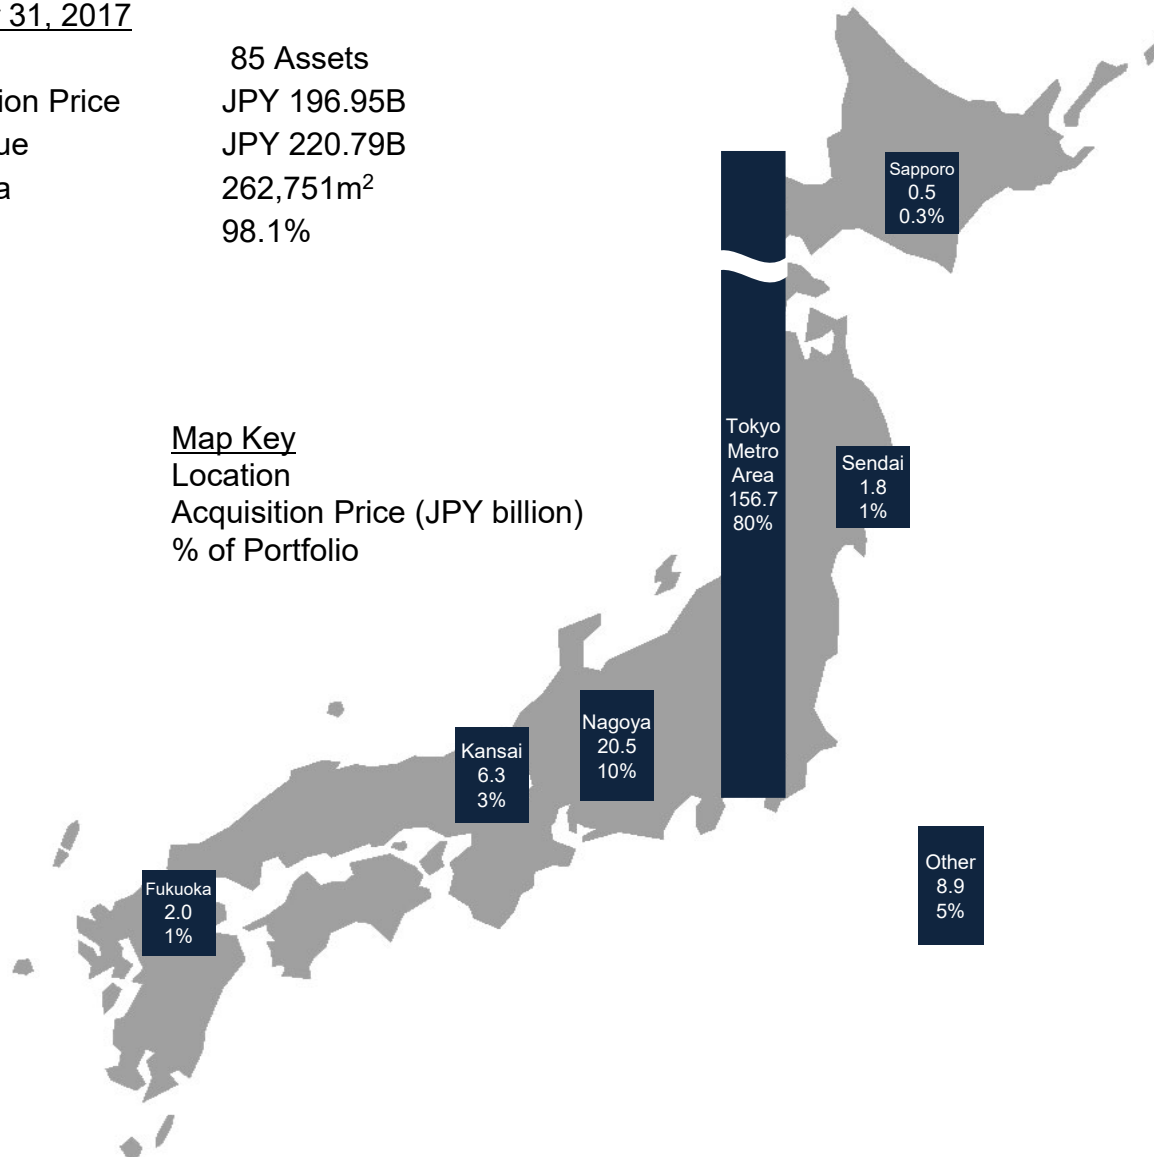 31, 2017
85 Assets
ion Price JPY 196.95B
ue JPY 220.79B
a 262,751m²
98.1%
Map Key
Location
Acquisition Price (JPY billion)
% of Portfolio
Sapporo
0.5
0.3%
Tokyo
Metro
Area
156.7
80%
Sendai
1.8
1%
Nagoya
20.5
10%
Kansai
6.3
3%
Other
8.9
5%
Fukuoka
2.0
1%